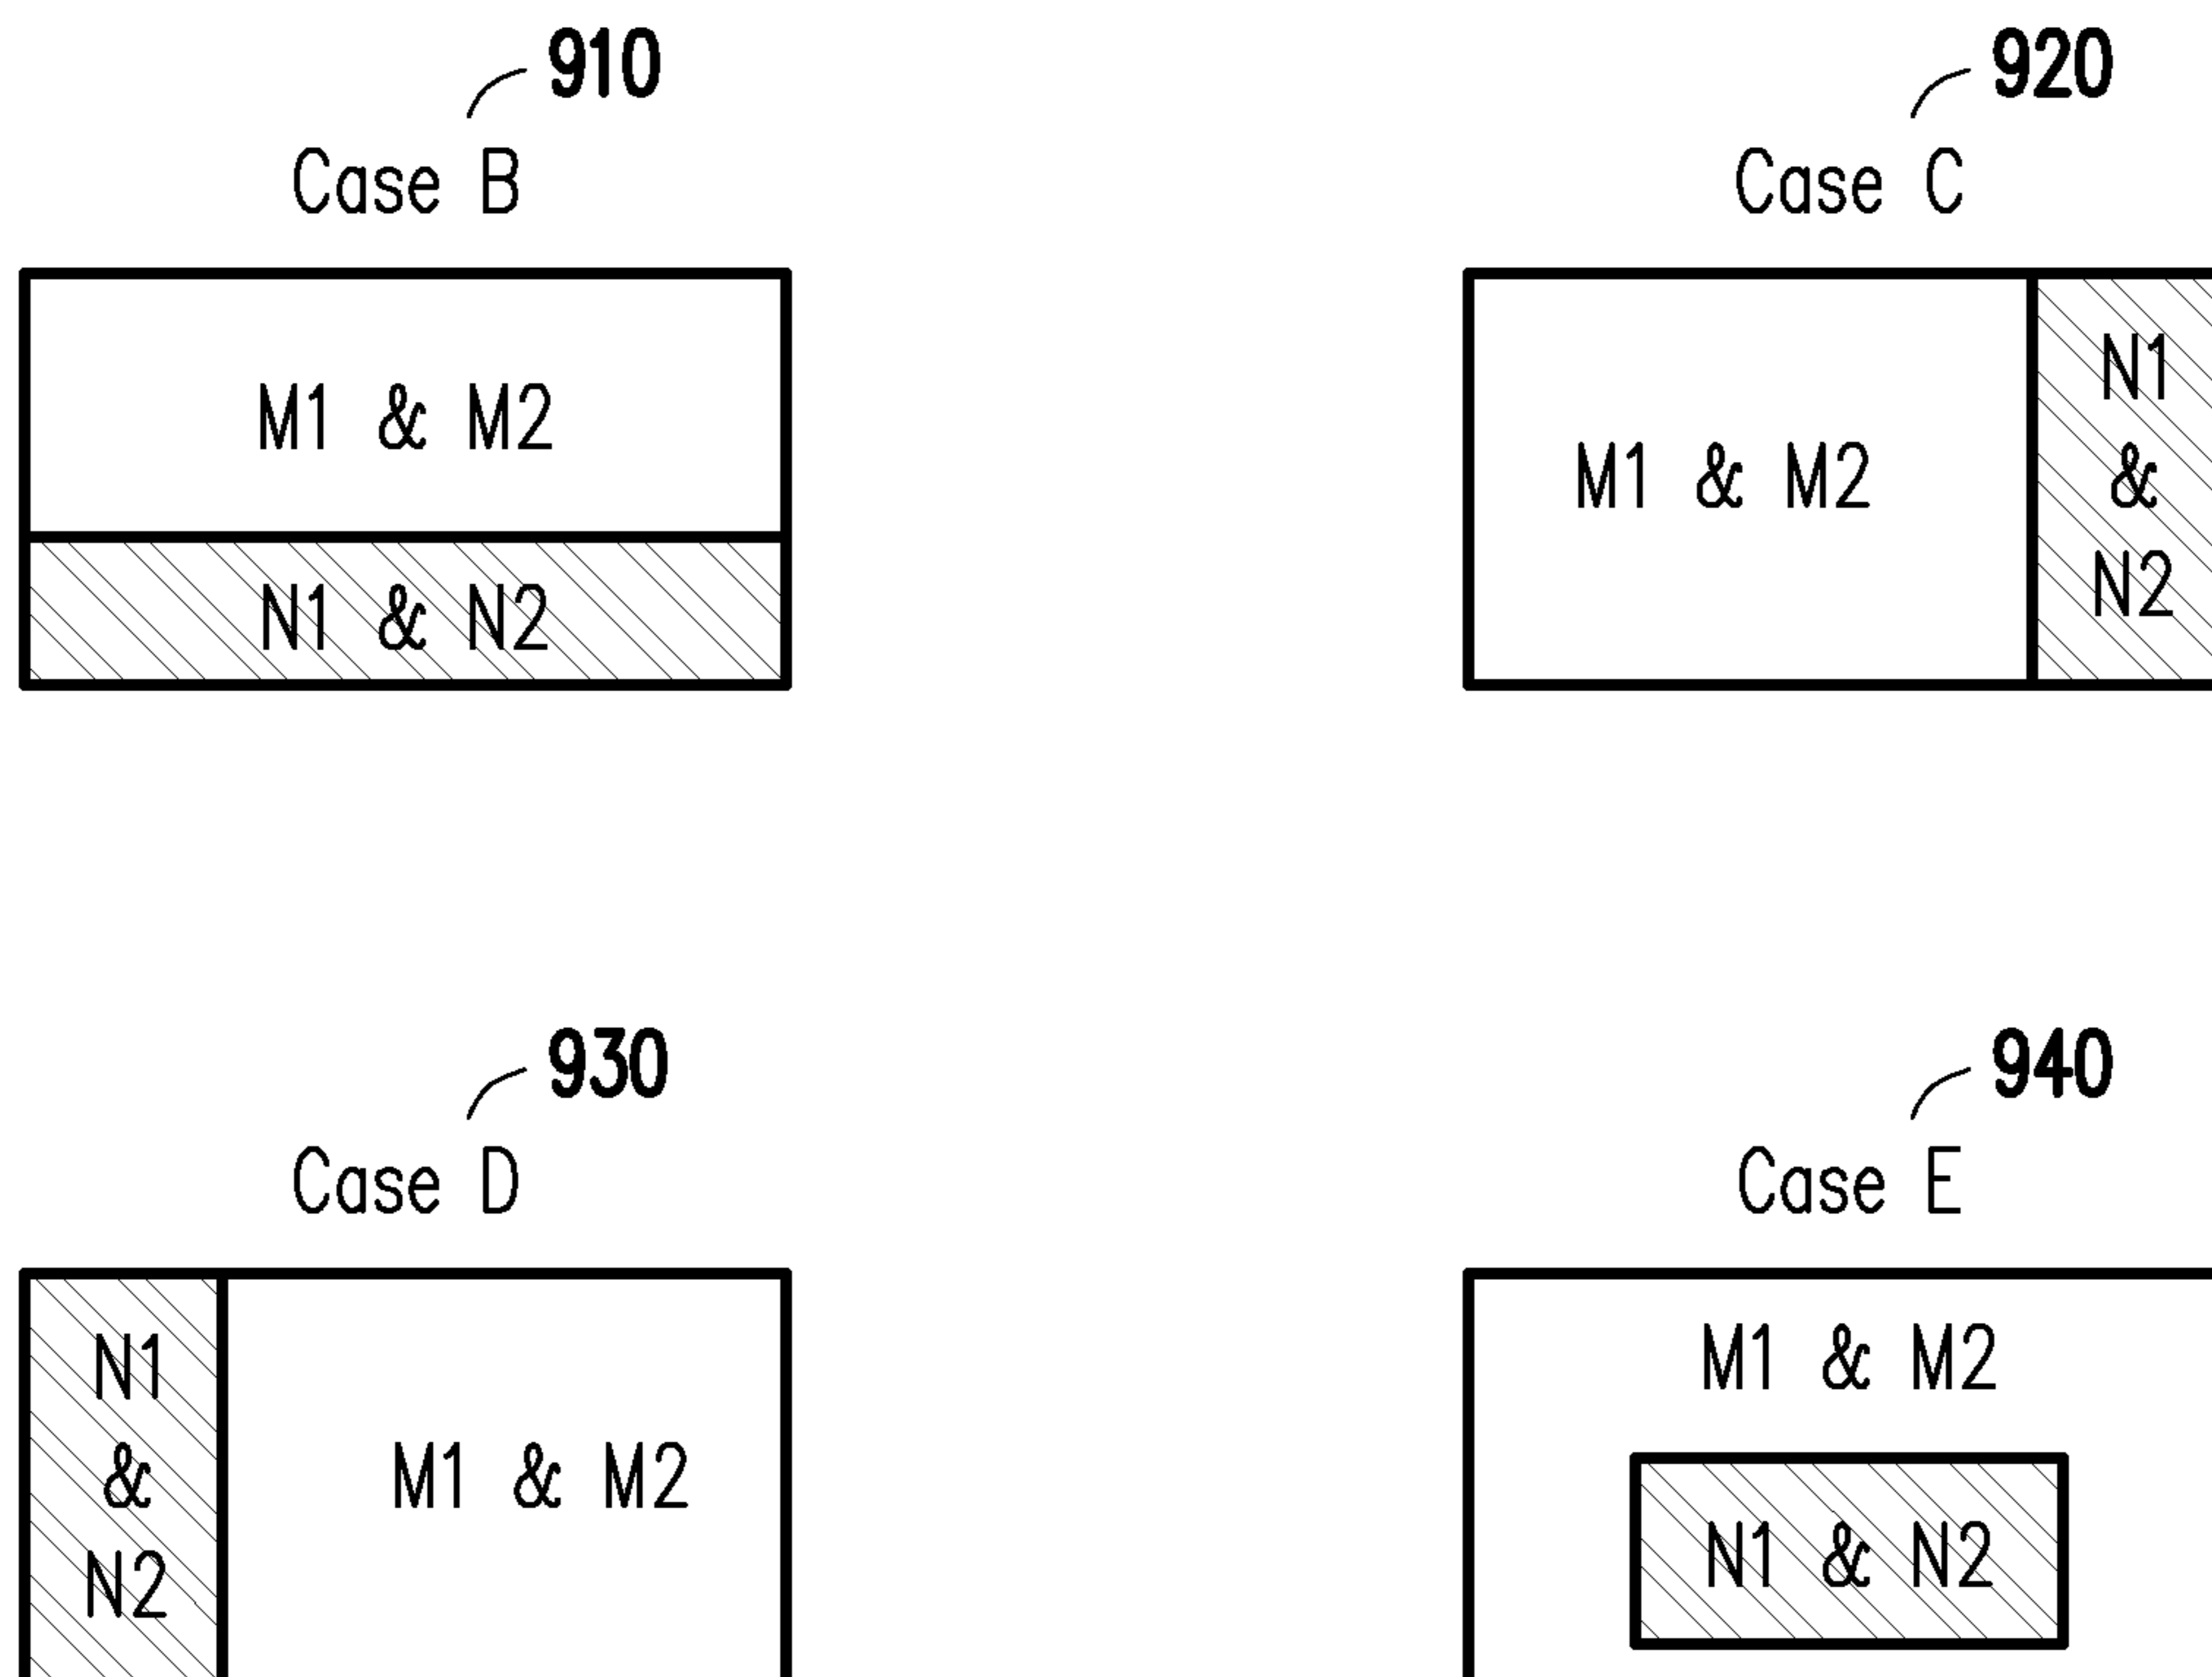 910
Case B
M1 & M2
N1 & N2
920
Case C
M1 & M2
N1
&
N2
930
Case D
N1
&
N2
M1 & M2
940
Case E
M1 & M2
N1 & N2